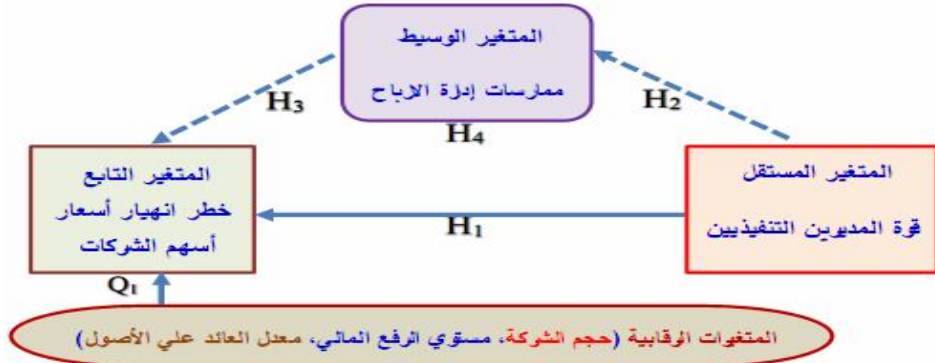 المتغير الوسيط
ممارسات إدارة الارباح
H₃
H₂
H₄
المتغير المستقل
قوة المديرين التنفيذيين
المتغير التابع
خطر انهيار أسعار
أسهم الشركات
H₁
Q₁
المتغيرات الرقابية (حجم الشركة، مستوي الرفع المالي، معدل العائد علي الأصول)